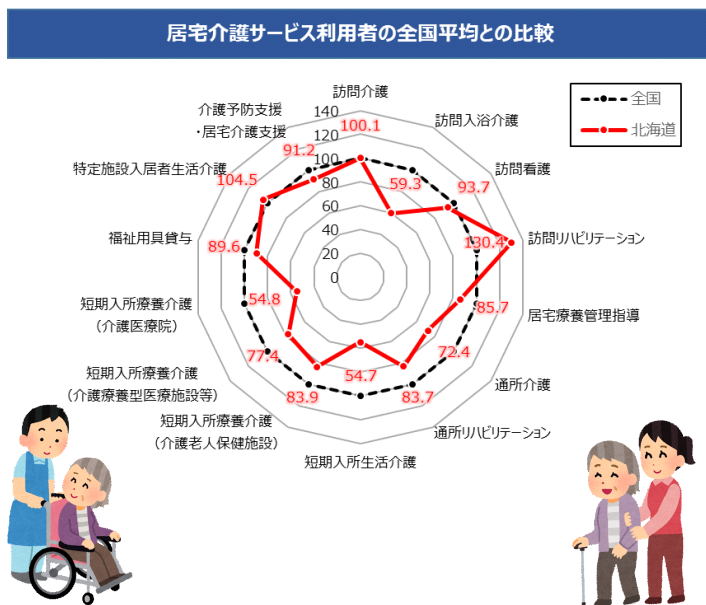 居宅介護サービス利用者の全国平均との比較
全国
北海道
訪問介護
訪問入浴介護
訪問看護
訪問リハビリテーション
居宅療養管理指導
通所介護
通所リハビリテーション
短期入所生活介護
短期入所療養介護
（介護老人保健施設）
短期入所療養介護
（介護療養型医療施設等）
短期入所療養介護
（介護医療院）
福祉用具貸与
特定施設入居者生活介護
介護予防支援
・居宅介護支援
140
120
100
80
60
40
20
0
100.1
59.3
93.7
130.4
85.7
72.4
83.7
54.7
83.9
77.4
54.8
89.6
104.5
91.2